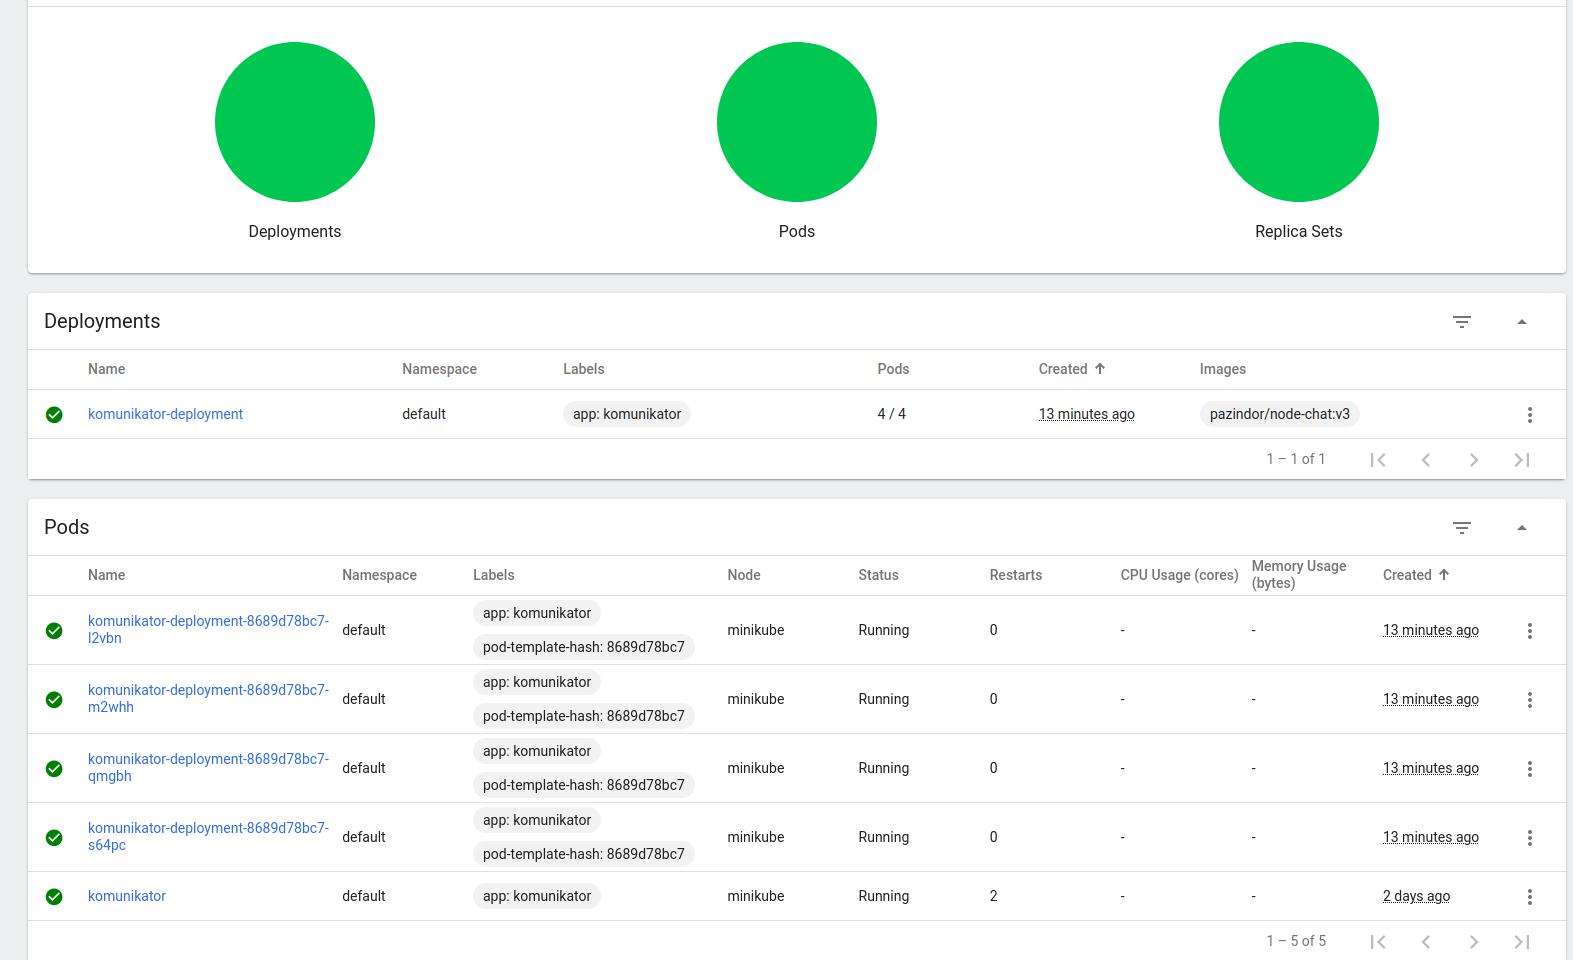 Deployments
Pods
Replica Sets
Deployments
Name Namespace Labels Pods Created Images
komunikator-deployment default app: komunikator 4 / 4 13 minutes ago pazindor/node-chat:v3
1 – 1 of 1
Pods
Name Namespace Labels Node Status Restarts CPU Usage (cores) Memory Usage (bytes) Created
komunikator-deployment-8689d78bc7-l2vbn default app: komunikator pod-template-hash: 8689d78bc7 minikube Running 0 - - 13 minutes ago
komunikator-deployment-8689d78bc7-m2whh default app: komunikator pod-template-hash: 8689d78bc7 minikube Running 0 - - 13 minutes ago
komunikator-deployment-8689d78bc7-qmgbh default app: komunikator pod-template-hash: 8689d78bc7 minikube Running 0 - - 13 minutes ago
komunikator-deployment-8689d78bc7-s64pc default app: komunikator pod-template-hash: 8689d78bc7 minikube Running 0 - - 13 minutes ago
komunikator default app: komunikator minikube Running 2 - - 2 days ago
1 – 5 of 5